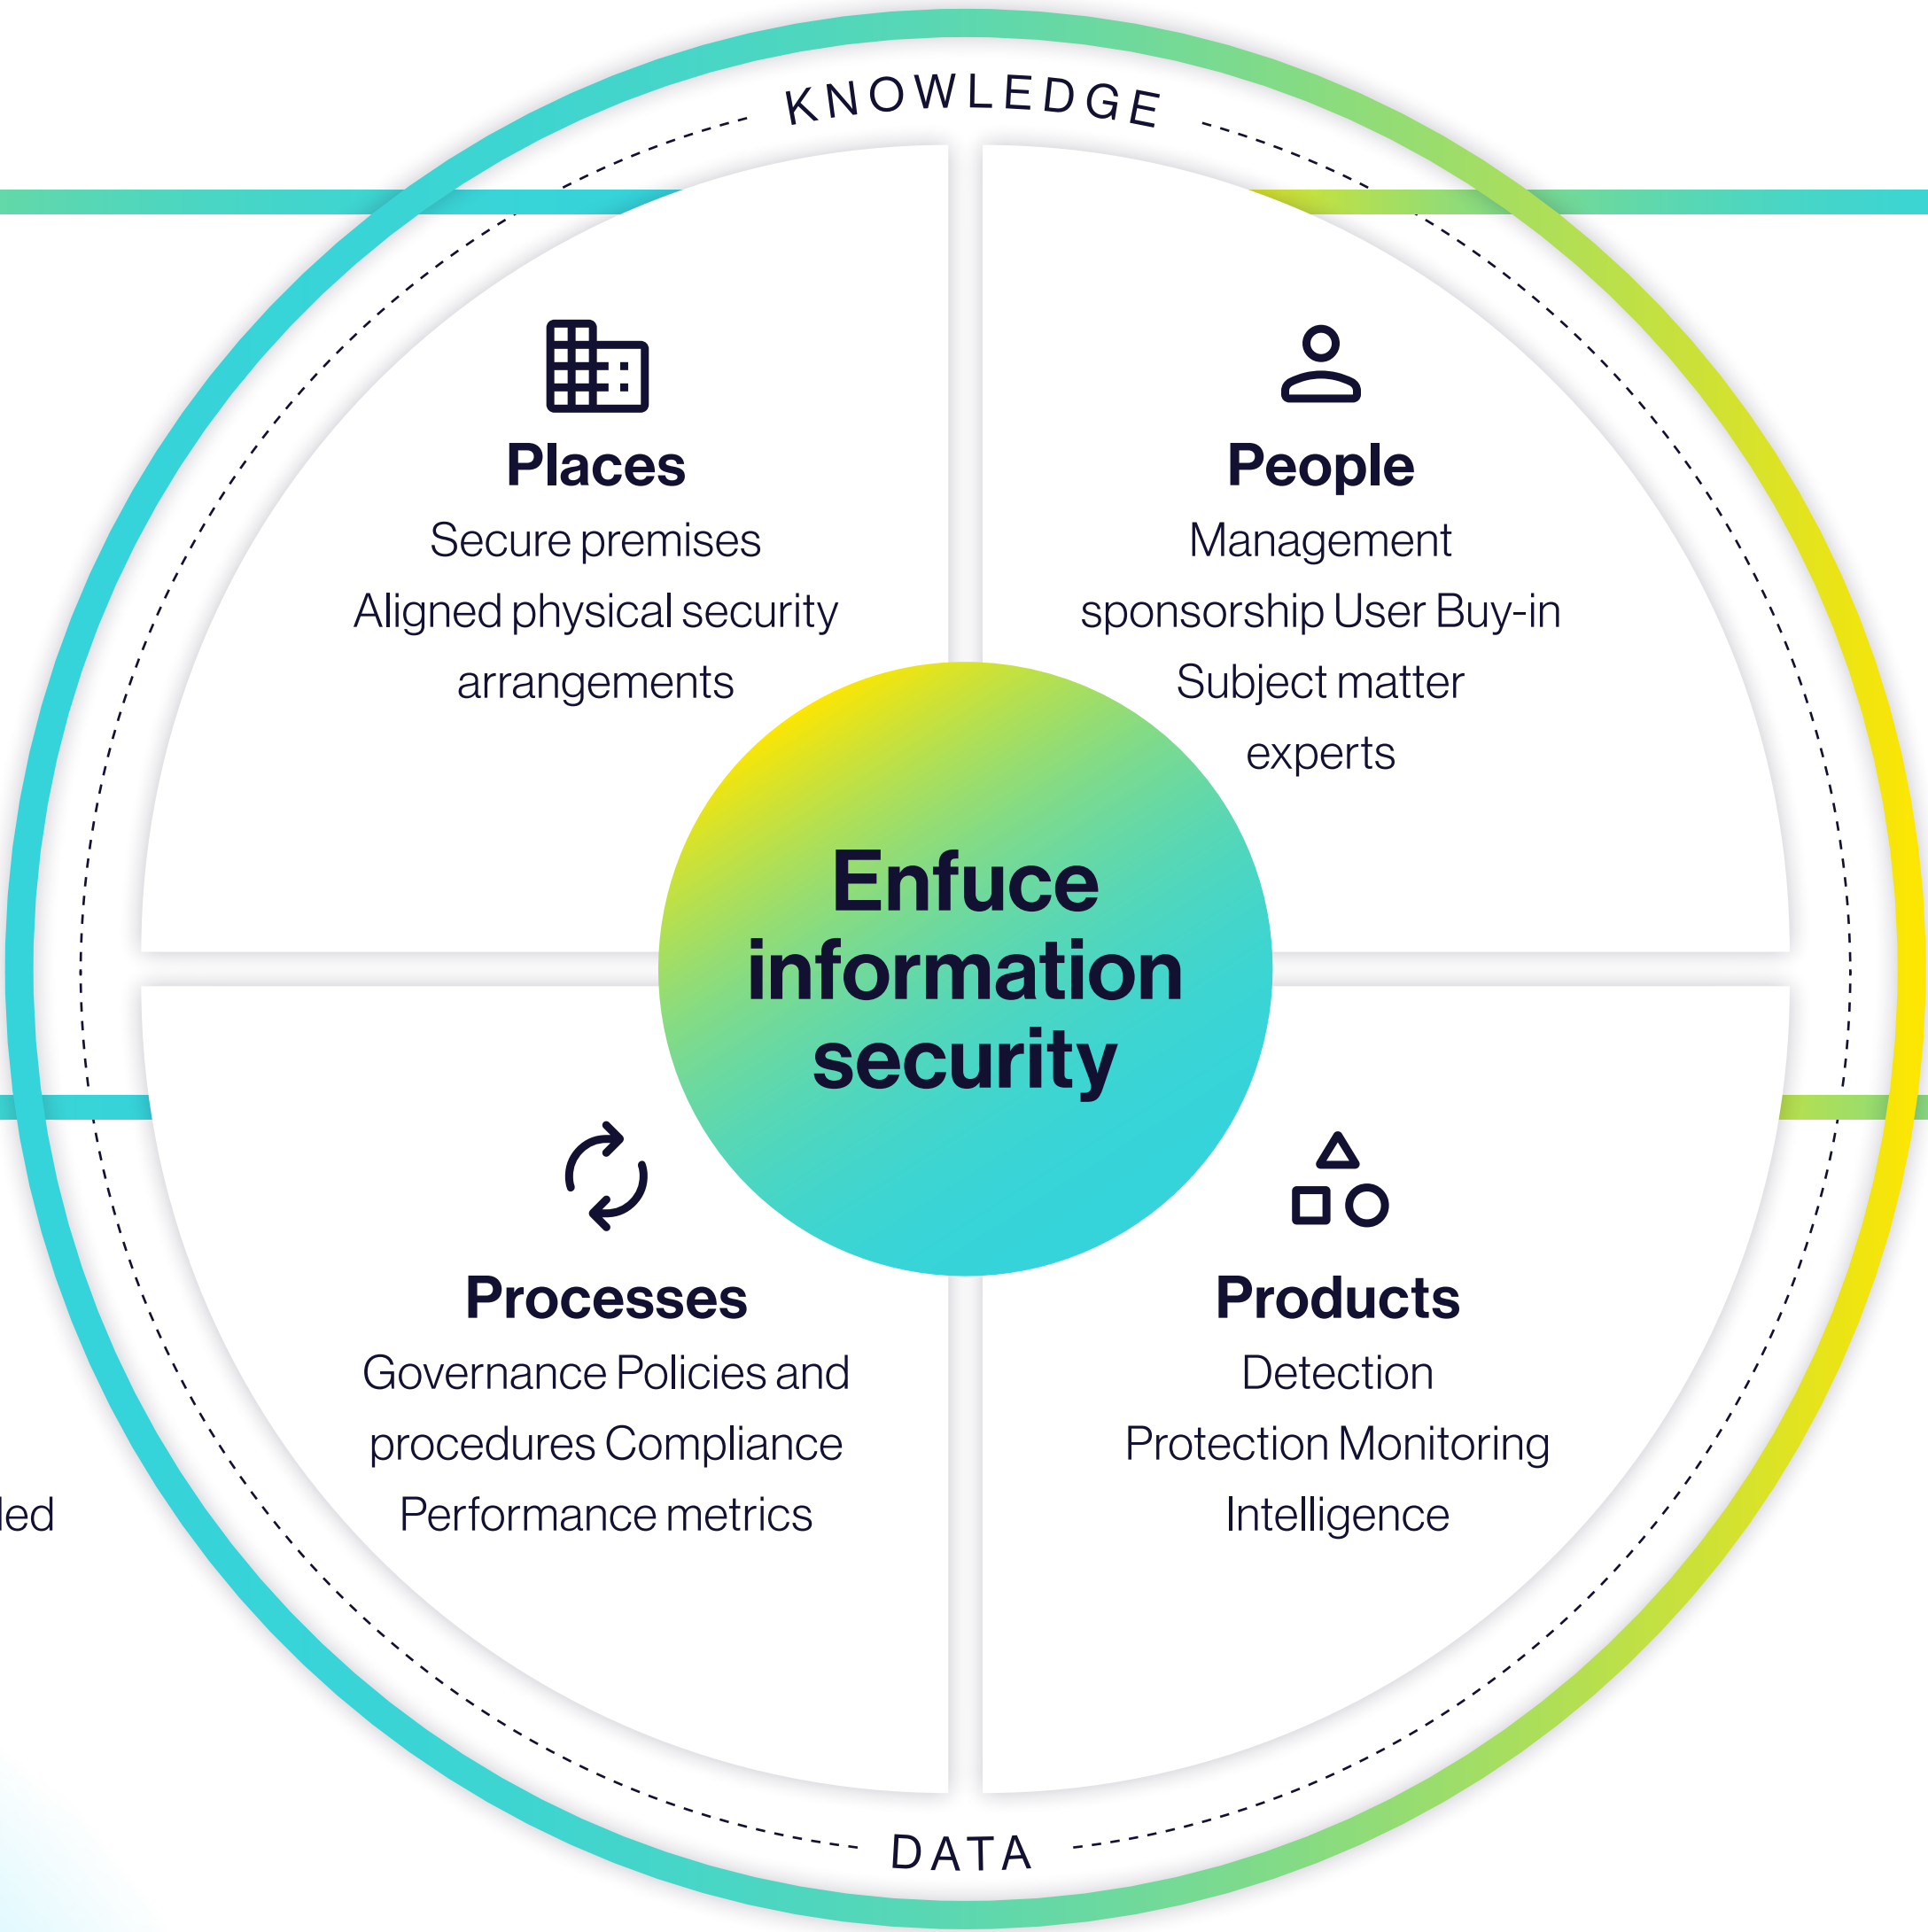 KNOWLEDGE
Places
Secure premises
Aligned physical security
arrangements
People
Management
sponsorship User Buy-in
Subject matter
experts
Enfuce
information
security
Processes
Governance Policies and
procedures Compliance
Performance metrics
Products
Detection
Protection Monitoring
Intelligence
DATA